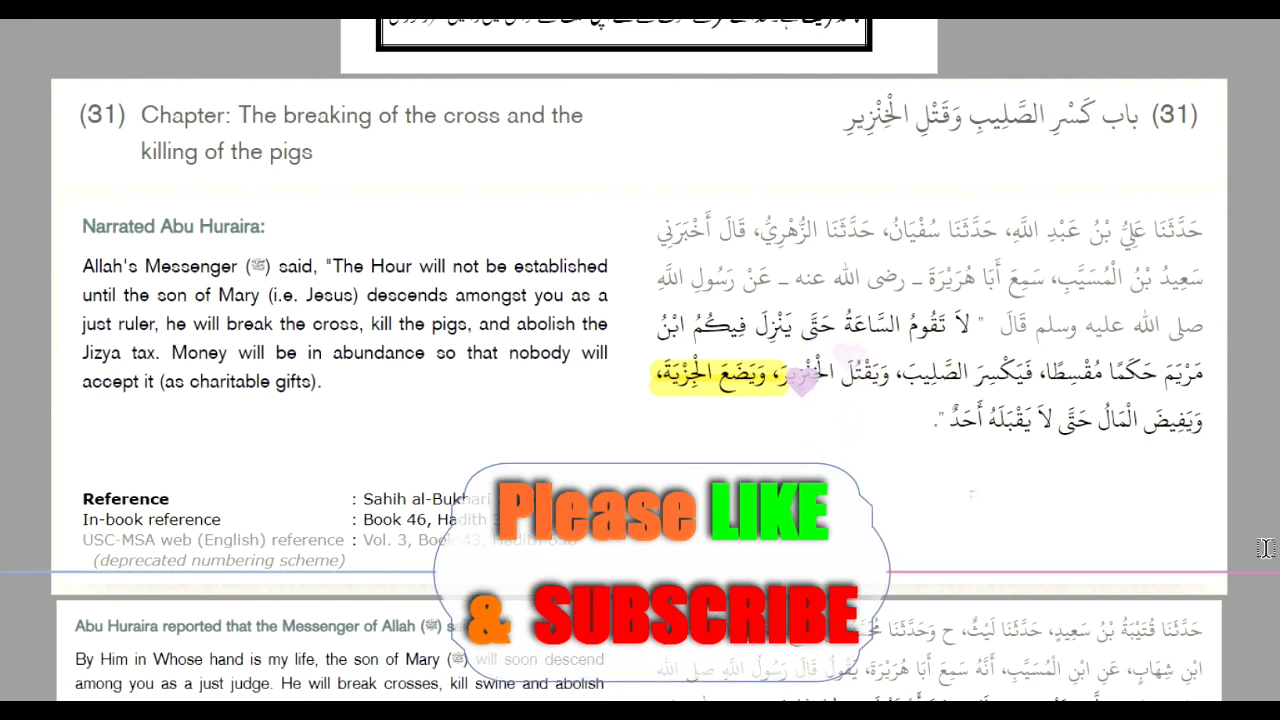 (31) Chapter: The breaking of the cross and the
killing of the pigs
(31) باب كَسْرِ الصَّلِيبِ وَقَتْلِ الْخِنْزِيرِ
Narrated Abu Huraira:
Allah's Messenger (ﷺ) said, "The Hour will not be established
until the son of Mary (i.e. Jesus) descends amongst you as a
just ruler, he will break the cross, kill the pigs, and abolish the
Jizya tax. Money will be in abundance so that nobody will
accept it (as charitable gifts).
حَدَّثَنَا عَلِيُّ بْنُ عَبْدِ اللَّهِ، حَدَّثَنَا سُفْيَانُ، حَدَّثَنَا الزُّهْرِيُّ، قَالَ أَخْبَرَنِي
سَعِيدُ بْنُ الْمُسَيَّبِ، سَمِعَ أَبَا هُرَيْرَةَ ـ رضى الله عنه ـ عَنْ رَسُولِ اللَّهِ
صلى الله عليه وسلم قَالَ " لاَ تَقُومُ السَّاعَةُ حَتَّى يَنْزِلَ فِيكُمُ ابْنُ
مَرْيَمَ حَكَمًا مُقْسِطًا، فَيَكْسِرَ الصَّلِيبَ، وَيَقْتُلَ الْخِنْزِيرَ، وَيَضَعَ الْجِزْيَةَ،
وَيَفِيضَ الْمَالُ حَتَّى لاَ يَقْبَلَهُ أَحَدٌ ".
Reference : Sahih al-Bukhari
In-book reference : Book 46, Hadith
USC-MSA web (English) reference : Vol. 3, Book 43, Hadith 656
(deprecated numbering scheme)
Please LIKE
& SUBSCRIBE
Abu Huraira reported that the Messenger of Allah (ﷺ)
By Him in Whose hand is my life, the son of Mary (ﷺ) will soon descend
among you as a just judge. He will break crosses, kill swine and abolish
حَدَّثَنَا قُتَيْبَةُ بْنُ سَعِيدٍ، حَدَّثَنَا لَيْثٌ، ح وَحَدَّثَنَا
ابْنِ شِهَابٍ، عَنِ ابْنِ الْمُسَيَّبِ، أَنَّهُ سَمِعَ أَبَا هُرَيْرَةَ، يَقُولُ قَالَ رَسُولُ اللَّهِ صلى الله